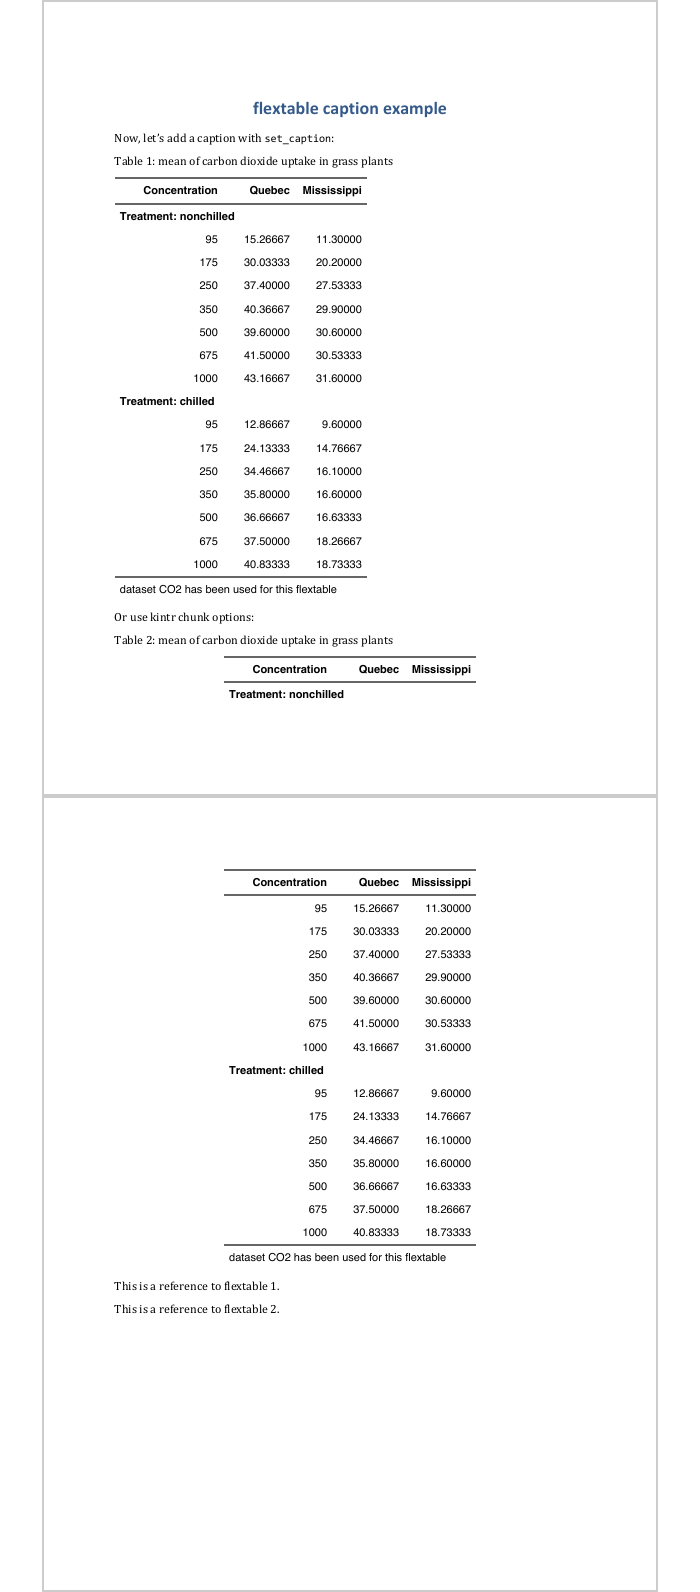 flextable caption example
Now, let’s add a caption with set_caption:
Table 1: mean of carbon dioxide uptake in grass plants
Concentration Quebec Mississippi
Treatment: nonchilled
95 15.26667 11.30000
175 30.03333 20.20000
250 37.40000 27.53333
350 40.36667 29.90000
500 39.60000 30.60000
675 41.50000 30.53333
1000 43.16667 31.60000
Treatment: chilled
95 12.86667 9.60000
175 24.13333 14.76667
250 34.46667 16.10000
350 35.80000 16.60000
500 36.66667 16.63333
675 37.50000 18.26667
1000 40.83333 18.73333
dataset CO2 has been used for this flextable
Or use kintr chunk options:
Table 2: mean of carbon dioxide uptake in grass plants
Concentration Quebec Mississippi
Treatment: nonchilled
Concentration Quebec Mississippi
95 15.26667 11.30000
175 30.03333 20.20000
250 37.40000 27.53333
350 40.36667 29.90000
500 39.60000 30.60000
675 41.50000 30.53333
1000 43.16667 31.60000
Treatment: chilled
95 12.86667 9.60000
175 24.13333 14.76667
250 34.46667 16.10000
350 35.80000 16.60000
500 36.66667 16.63333
675 37.50000 18.26667
1000 40.83333 18.73333
dataset CO2 has been used for this flextable
This is a reference to flextable 1.
This is a reference to flextable 2.